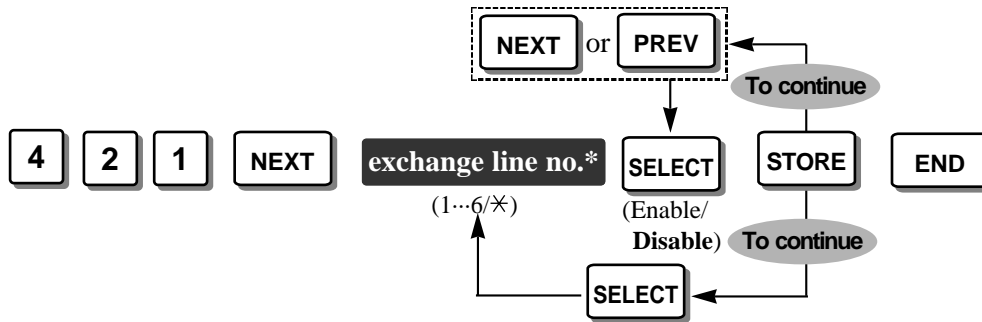 NEXT or PREV
To continue
4 2 1 NEXT exchange line no.* SELECT STORE END
(1···6/✳)
(Enable/
Disable)
To continue
SELECT